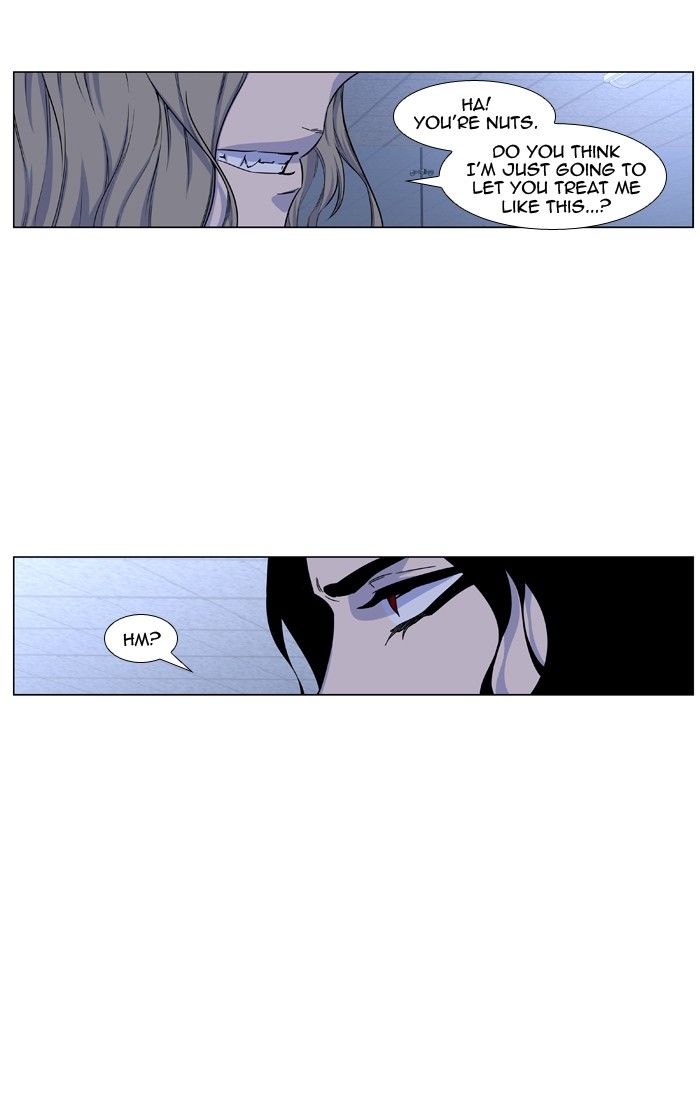 HA!
YOU'RE NUTS.
DO YOU THINK
I'M JUST GOING TO
LET YOU TREAT ME
LIKE THIS...?
HM?